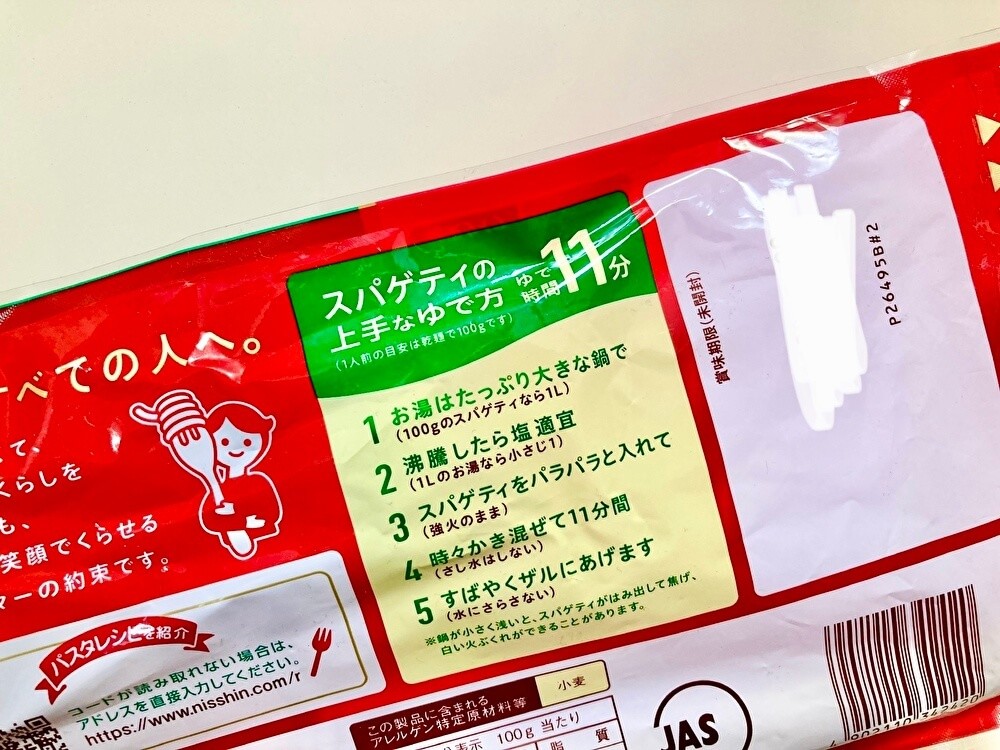 べての人へ。
て
くらしを
も、
笑顔でくらせる
ーの約束です。
スパゲティの
上手なゆで方
ゆで
時間
11分
(1人前の目安は乾麺で100gです)
1 お湯はたっぷり大きな鍋で
(100gのスパゲティなら1L)
2 沸騰したら塩適宜
(1Lのお湯なら小さじ1)
3 スパゲティをパラパラと入れて
(強火のまま)
4 時々かき混ぜて11分間
(さし水はしない)
5 すばやくザルにあげます
(水にさらさない)
※鍋が小さく浅いと、スパゲティがはみ出して焦げ、
白い火ぶくれができることがあります。
賞味期限(未開封)
P26495B#2
パスタレシピを紹介
コードが読み取れない場合は、
アドレスを直接入力してください。
https://www.nisshin.com/r
この製品に含まれる
アレルゲン特定原材料等
小麦
分表示 100g 当たり
脂 質
JAS
4 902110 342420